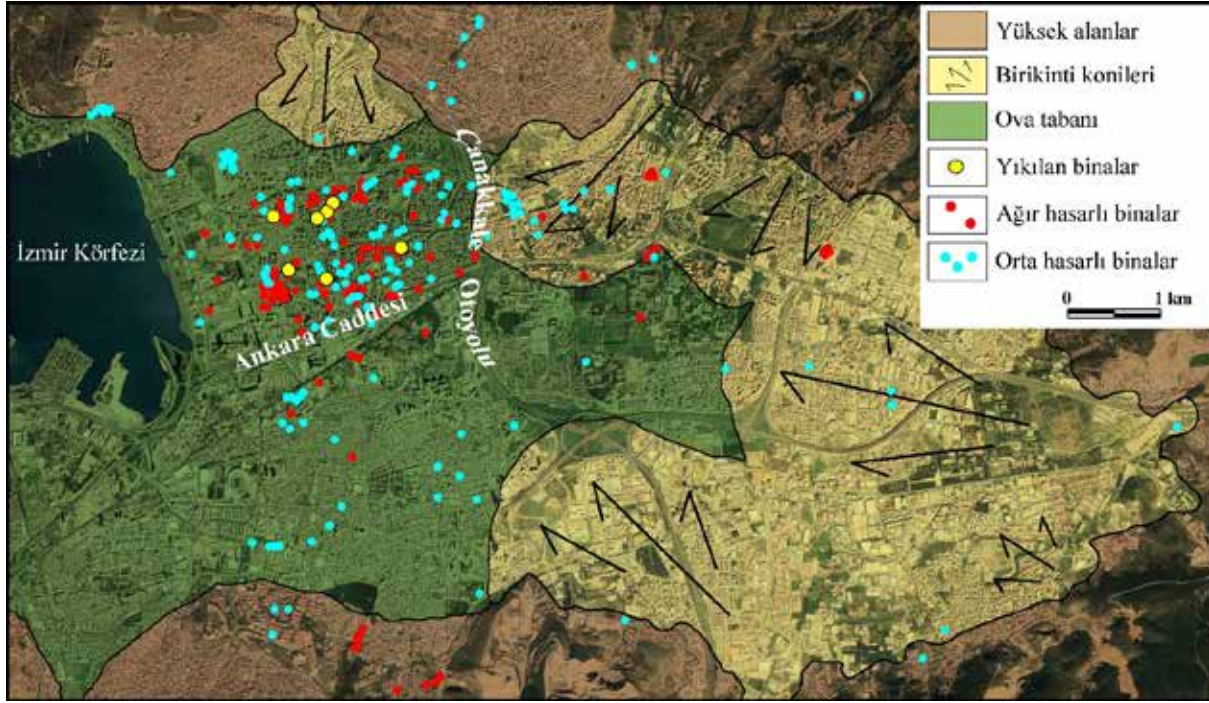 Yüksek alanlar
Birikinti konileri
Ova tabanı
Yıkılan binalar
Ağır hasarlı binalar
Orta hasarlı binalar
0 1 km
Çanakkale Otoyolu
İzmir Körfezi
Ankara Caddesi